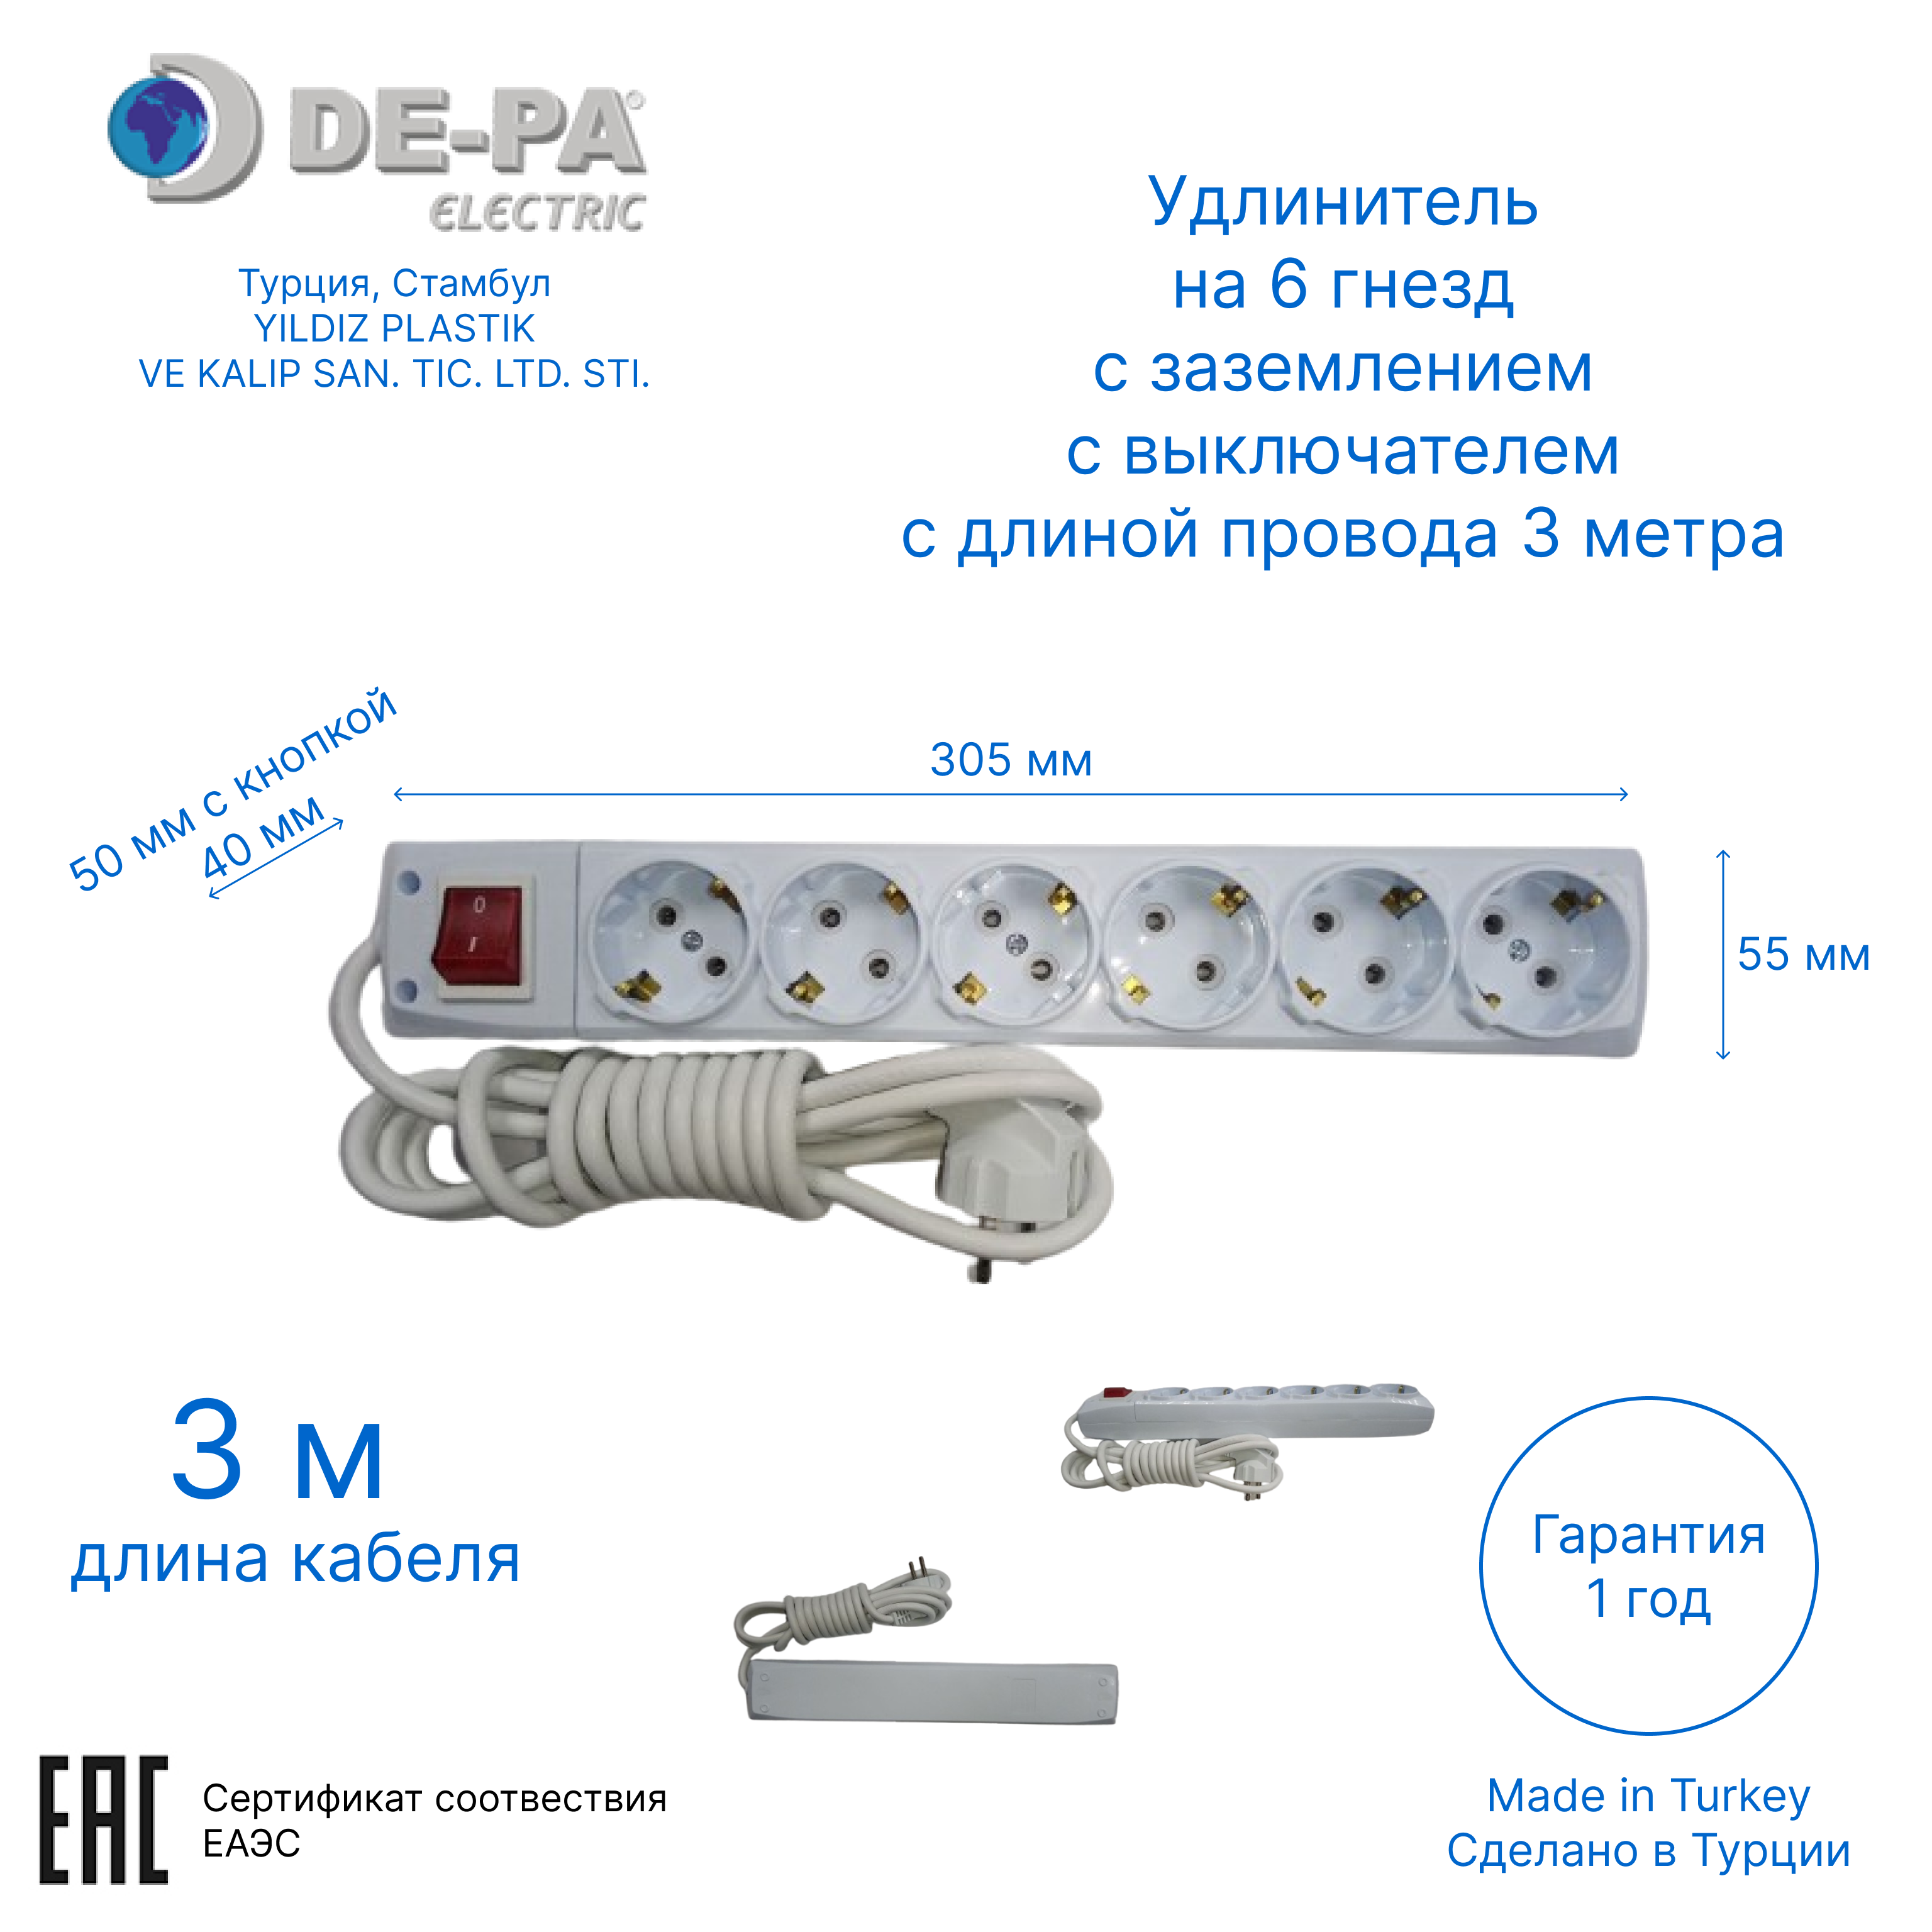 DE-PA
ELECTRIC
Турция, Стамбул
YILDIZ PLASTIK
VE KALIP SAN. TIC. LTD. STI.
Удлинитель
на 6 гнезд
с заземлением
с выключателем
с длиной провода 3 метра
50 мм с кнопкой
40 мм
305 мм
55 мм
0
I
3 м
длина кабеля
Гарантия
1 год
EAC
Сертификат соотвествия
ЕАЭС
Made in Turkey
Сделано в Турции